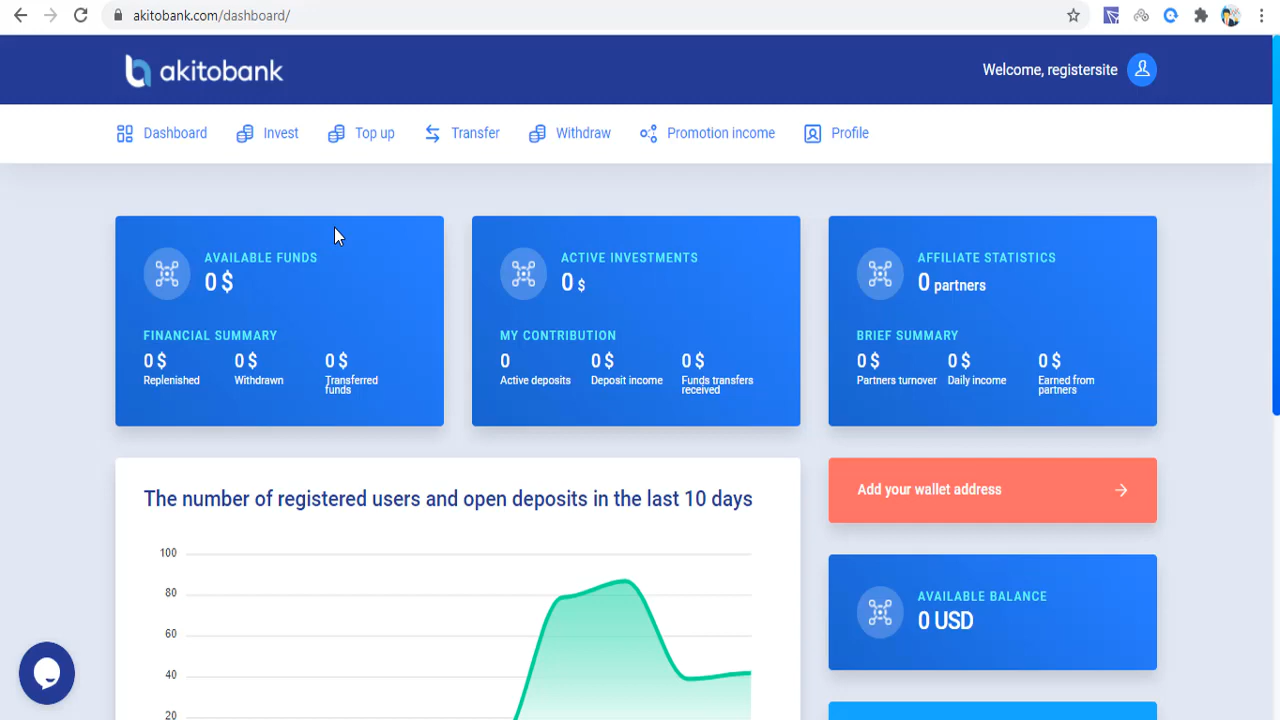 akitobank.com/dashboard/
akitobank
Welcome, registersite
Dashboard Invest Top up Transfer Withdraw Promotion income Profile
AVAILABLE FUNDS
0 $
FINANCIAL SUMMARY
0 $ 0 $ 0 $
Replenished Withdrawn Transferred
funds
ACTIVE INVESTMENTS
0 $
MY CONTRIBUTION
0 0 $ 0 $
Active deposits Deposit income Funds transfers
received
AFFILIATE STATISTICS
0 partners
BRIEF SUMMARY
0 $ 0 $ 0 $
Partners turnover Daily income Earned from
partners
The number of registered users and open deposits in the last 10 days
100
80
60
40
20
Add your wallet address
AVAILABLE BALANCE
0 USD